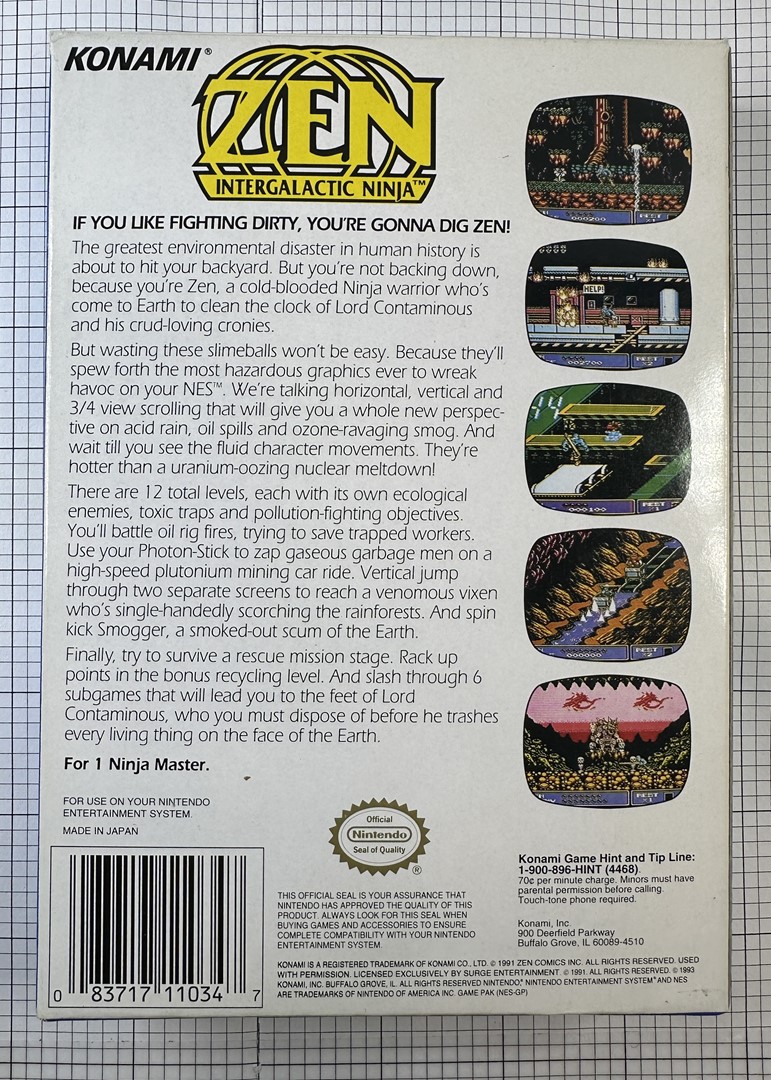 KONAMI®
ZEN
INTERGALACTIC NINJA™
IF YOU LIKE FIGHTING DIRTY, YOU'RE GONNA DIG ZEN!
The greatest environmental disaster in human history is
about to hit your backyard. But you're not backing down,
because you're Zen, a cold-blooded Ninja warrior who's
come to Earth to clean the clock of Lord Contaminous
and his crud-loving cronies.
But wasting these slimeballs won't be easy. Because they'll
spew forth the most hazardous graphics ever to wreak
havoc on your NES™. We're talking horizontal, vertical and
3/4 view scrolling that will give you a whole new perspec-
tive on acid rain, oil spills and ozone-ravaging smog. And
wait till you see the fluid character movements. They're
hotter than a uranium-oozing nuclear meltdown!
There are 12 total levels, each with its own ecological
enemies, toxic traps and pollution-fighting objectives.
You'll battle oil rig fires, trying to save trapped workers.
Use your Photon-Stick to zap gaseous garbage men on a
high-speed plutonium mining car ride. Vertical jump
through two separate screens to reach a venomous vixen
who's single-handedly scorching the rainforests. And spin
kick Smogger, a smoked-out scum of the Earth.
Finally, try to survive a rescue mission stage. Rack up
points in the bonus recycling level. And slash through 6
subgames that will lead you to the feet of Lord
Contaminous, who you must dispose of before he trashes
every living thing on the face of the Earth.
For 1 Ninja Master.
FOR USE ON YOUR NINTENDO
ENTERTAINMENT SYSTEM.
MADE IN JAPAN
0 83717 11034 7
Official
Nintendo
Seal of Quality
®
THIS OFFICIAL SEAL IS YOUR ASSURANCE THAT
NINTENDO HAS APPROVED THE QUALITY OF THIS
PRODUCT. ALWAYS LOOK FOR THIS SEAL WHEN
BUYING GAMES AND ACCESSORIES TO ENSURE
COMPLETE COMPATIBILITY WITH YOUR NINTENDO
ENTERTAINMENT SYSTEM.
HELP!
000200
002700
000100
000000
Konami Game Hint and Tip Line:
1-900-896-HINT (4468).
70¢ per minute charge. Minors must have
parental permission before calling.
Touch-tone phone required.
Konami, Inc.
900 Deerfield Parkway
Buffalo Grove, IL 60089-4510
KONAMI IS A REGISTERED TRADEMARK OF KONAMI CO., LTD. © 1991 ZEN COMICS INC. ALL RIGHTS RESERVED. USED
WITH PERMISSION. LICENSED EXCLUSIVELY BY SURGE ENTERTAINMENT. © 1991. ALL RIGHTS RESERVED. © 1993
KONAMI, INC. BUFFALO GROVE, IL. ALL RIGHTS RESERVED. NINTENDO,® NINTENDO ENTERTAINMENT SYSTEM® AND NES
ARE TRADEMARKS OF NINTENDO OF AMERICA INC. GAME PAK (NES-GP)